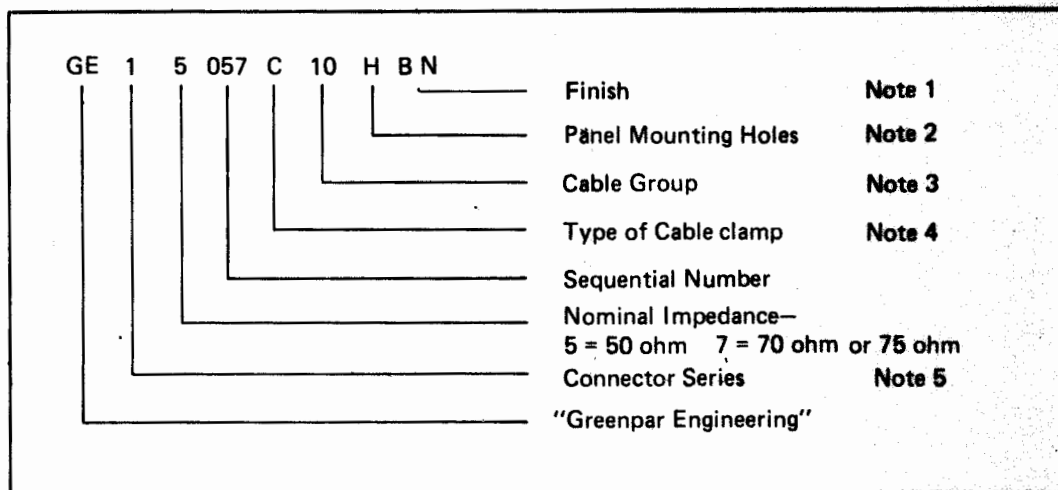 GE 1 5 057 C 10 H B N
Finish Note 1
Panel Mounting Holes Note 2
Cable Group Note 3
Type of Cable clamp Note 4
Sequential Number
Nominal Impedance—
5 = 50 ohm 7 = 70 ohm or 75 ohm
Connector Series Note 5
"Greenpar Engineering"